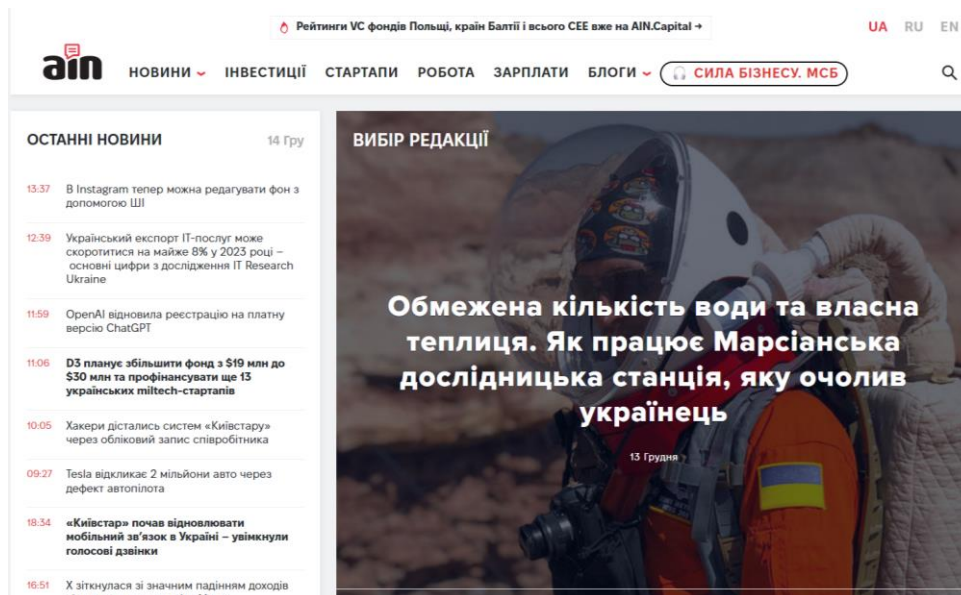 Рейтинги VC фондів Польщі, країн Балтії і всього CEE вже на AIN.Capital →
UA RU EN
ain
НОВИНИ ІНВЕСТИЦІЇ СТАРТАПИ РОБОТА ЗАРПЛАТИ БЛОГИ СИЛА БІЗНЕСУ. МСБ
ОСТАННІ НОВИНИ 14 Гру
13:37 В Instagram тепер можна редагувати фон з
допомогою ШІ
12:39 Український експорт ІТ-послуг може
скоротитися на майже 8% у 2023 році –
основні цифри з дослідження IT Research
Ukraine
11:59 OpenAI відновила реєстрацію на платну
версію ChatGPT
11:06 D3 планує збільшити фонд з $19 млн до
$30 млн та профінансувати ще 13
українських miltech-стартапів
10:05 Хакери дістались систем «Київстару»
через обліковий запис співробітника
09:27 Tesla відкликає 2 мільйони авто через
дефект автопілота
18:34 «Київстар» почав відновлювати
мобільний зв'язок в Україні – увімкнули
голосові дзвінки
16:51 X зіткнулася зі значним падінням доходів
ВИБІР РЕДАКЦІЇ
Обмежена кількість води та власна
теплиця. Як працює Марсіанська
дослідницька станція, яку очолив
українець
13 Грудня